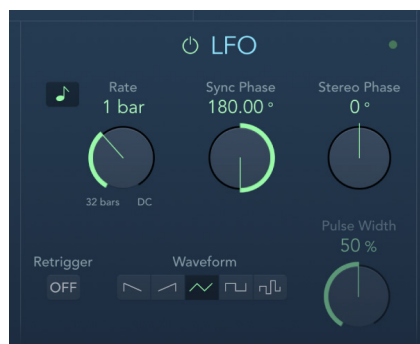 LFO
Rate
1 bar
32 bars
DC
Sync Phase
180.00 °
Stereo Phase
0 °
Retrigger
OFF
Waveform
Pulse Width
50 %